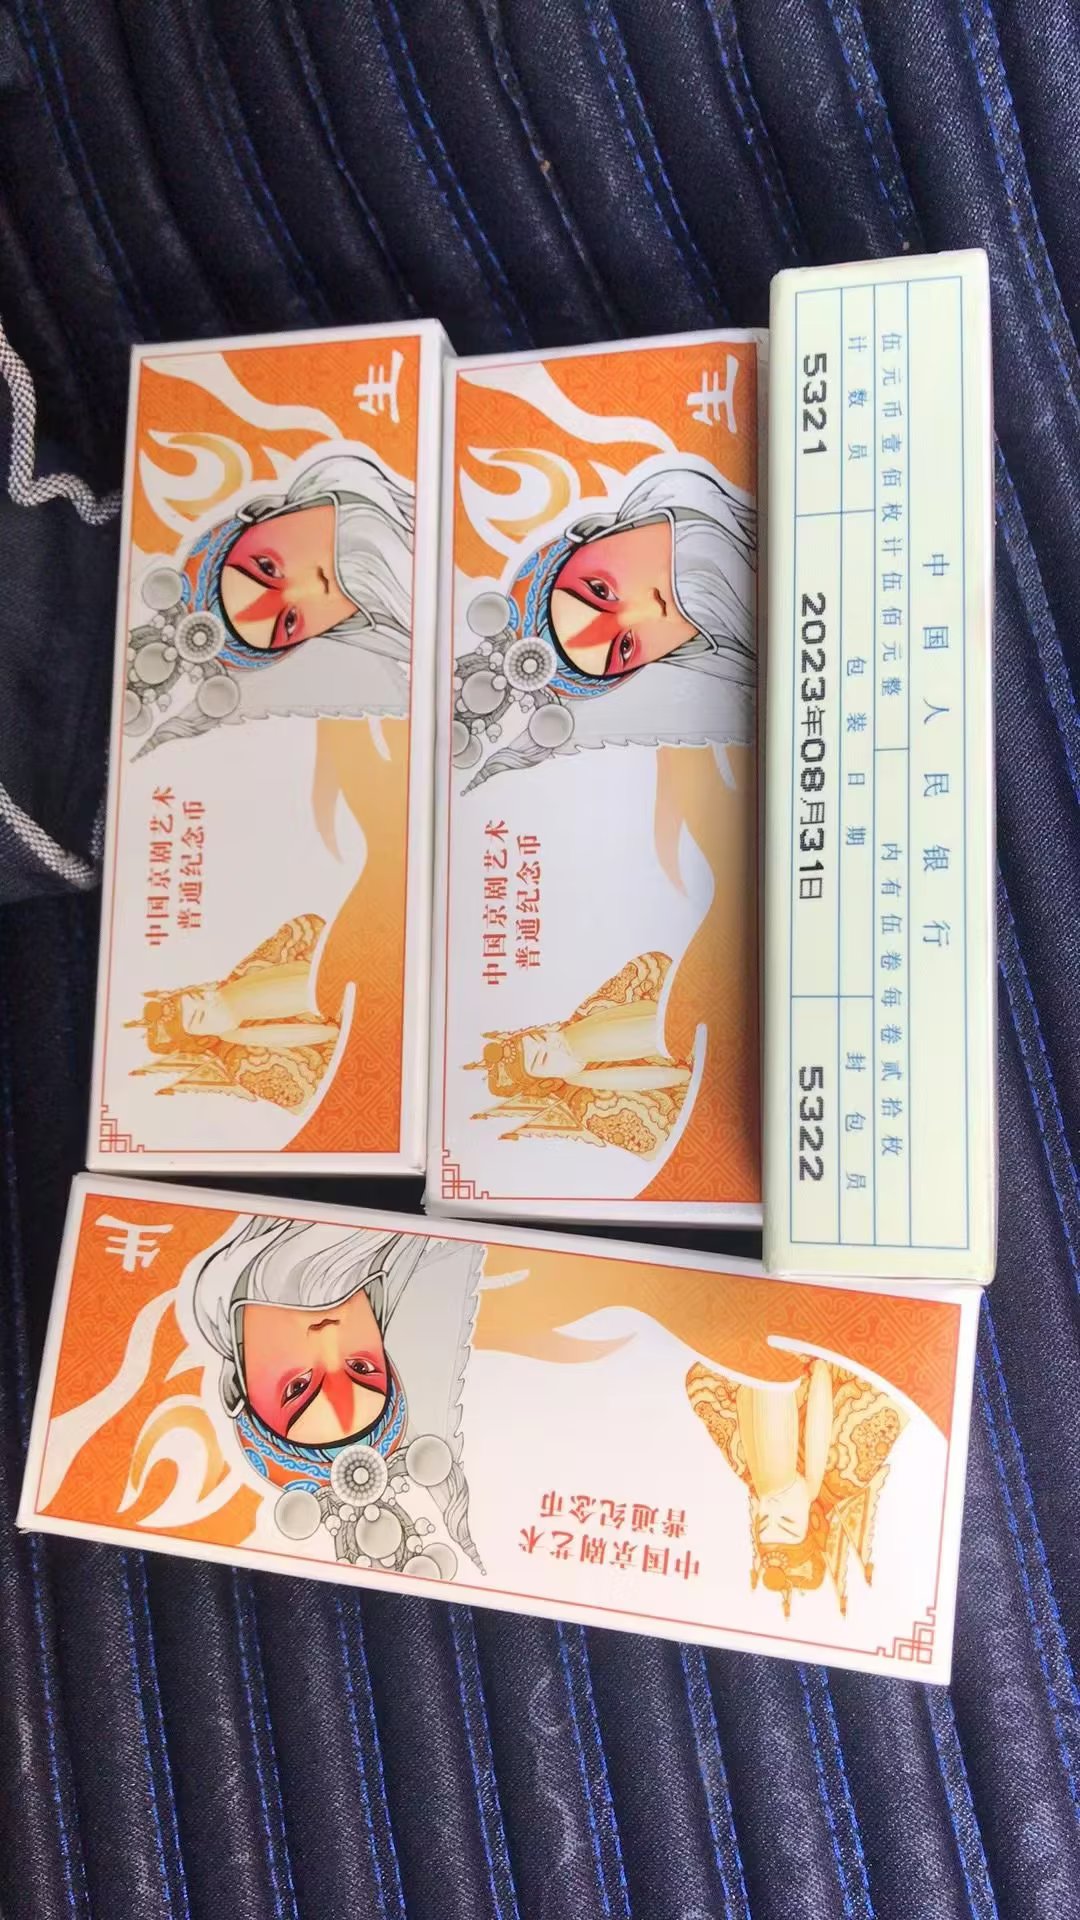 生
中国京剧艺术
普通纪念币
生
中国京剧艺术
普通纪念币
中国人民银行
伍元币壹佰枚计伍佰元整 内有伍卷每卷贰拾枚
计数员 包装日期 封包员
5321 2023年08月31日 5322
生
中国京剧艺术
普通纪念币